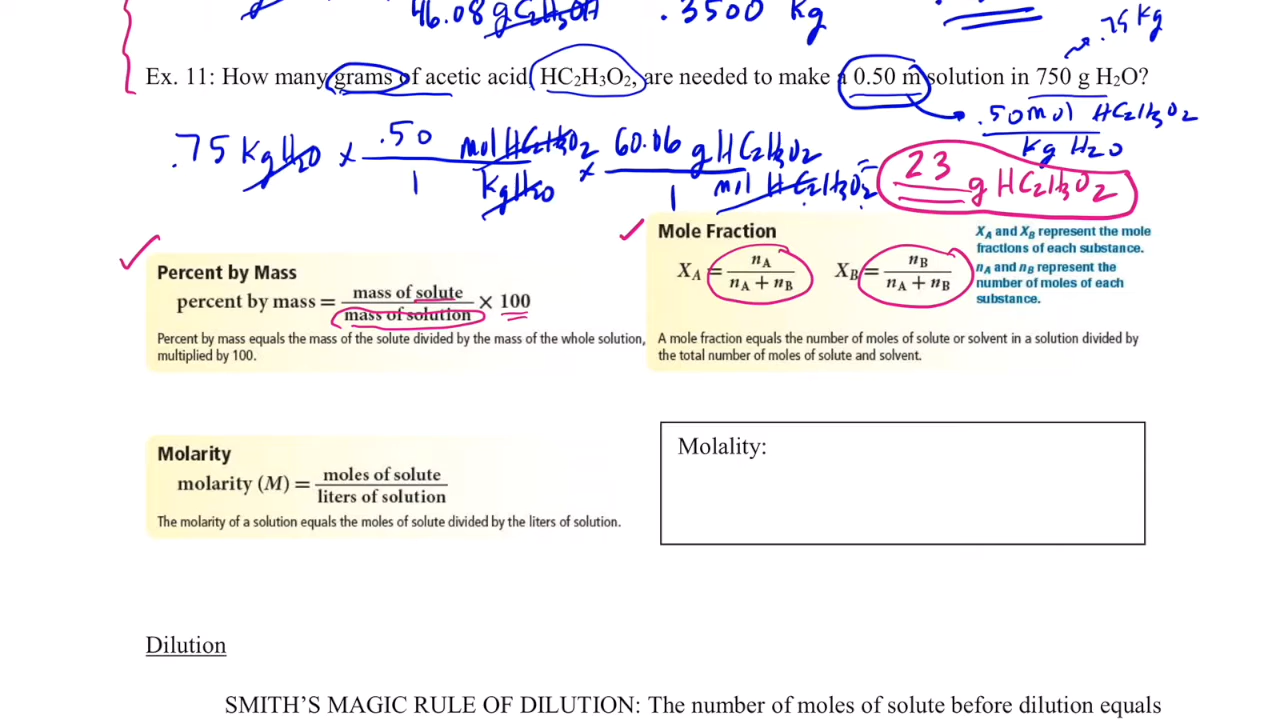 46.08 g C2H5OH .3500 Kg
.75 Kg
Ex. 11: How many grams of acetic acid, HC2H3O2, are needed to make a 0.50 m solution in 750 g H2O?
.50 mol HC2H3O2
Kg H2O
.75 Kg H2O × .50 mol HC2H3O2 × 60.06 g HC2H3O2
1 Kg H2O 1 mol HC2H3O2 = 23 g HC2H3O2
Percent by Mass
percent by mass = mass of solute × 100
mass of solution
Percent by mass equals the mass of the solute divided by the mass of the whole solution,
multiplied by 100.
Mole Fraction
XA = nA XB = nB
nA + nB nA + nB
XA and XB represent the mole
fractions of each substance.
nA and nB represent the
number of moles of each
substance.
A mole fraction equals the number of moles of solute or solvent in a solution divided by
the total number of moles of solute and solvent.
Molarity
molarity (M) = moles of solute
liters of solution
The molarity of a solution equals the moles of solute divided by the liters of solution.
Molality:
Dilution
SMITH'S MAGIC RULE OF DILUTION: The number of moles of solute before dilution equals